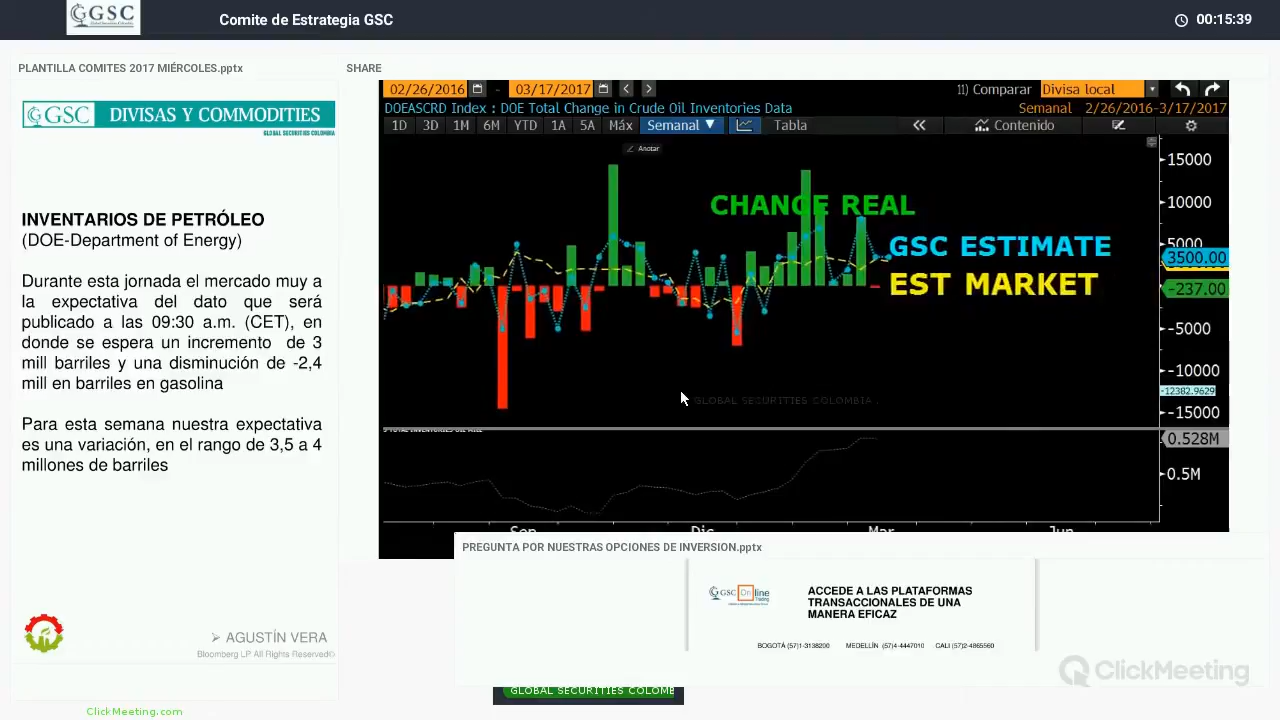 GSC
Comite de Estrategia GSC
00:15:39
PLANTILLA COMITES 2017 MIÉRCOLES.pptx
SHARE
GSC DIVISAS Y COMMODITIES
GLOBAL SECURITIES COLOMBIA
INVENTARIOS DE PETRÓLEO
(DOE-Department of Energy)
Durante esta jornada el mercado muy a
la expectativa del dato que será
publicado a las 09:30 a.m. (CET), en
donde se espera un incremento de 3
mill barriles y una disminución de -2,4
mill en barriles en gasolina
Para esta semana nuestra expectativa
es una variación, en el rango de 3,5 a 4
millones de barriles
➢ AGUSTÍN VERA
Bloomberg LP All Rights Reserved©
02/26/2016 - 03/17/2017
11) Comparar Divisa local
DOEASCRD Index : DOE Total Change in Crude Oil Inventories Data
Semanal 2/26/2016-3/17/2017
1D 3D 1M 6M YTD 1A 5A Máx Semanal ▼ Tabla
« Contenido
Anotar
CHANGE REAL
GSC ESTIMATE
EST MARKET
15000
10000
5000
3500.00
-237.00
-5000
-10000
-12382.9629
-15000
GLOBAL SECURITIES COLOMBIA .
0.528M
0.5M
Sep Dic Mar Jun
PREGUNTA POR NUESTRAS OPCIONES DE INVERSION.pptx
GSC Online
ACCEDE A LAS PLATAFORMAS
TRANSACCIONALES DE UNA
MANERA EFICAZ
BOGOTÁ (57)1-3138200 MEDELLÍN (57)4-4447010 CALI (57)2-4865560
ClickMeeting
GLOBAL SECURITIES COLOMB
ClickMeeting.com